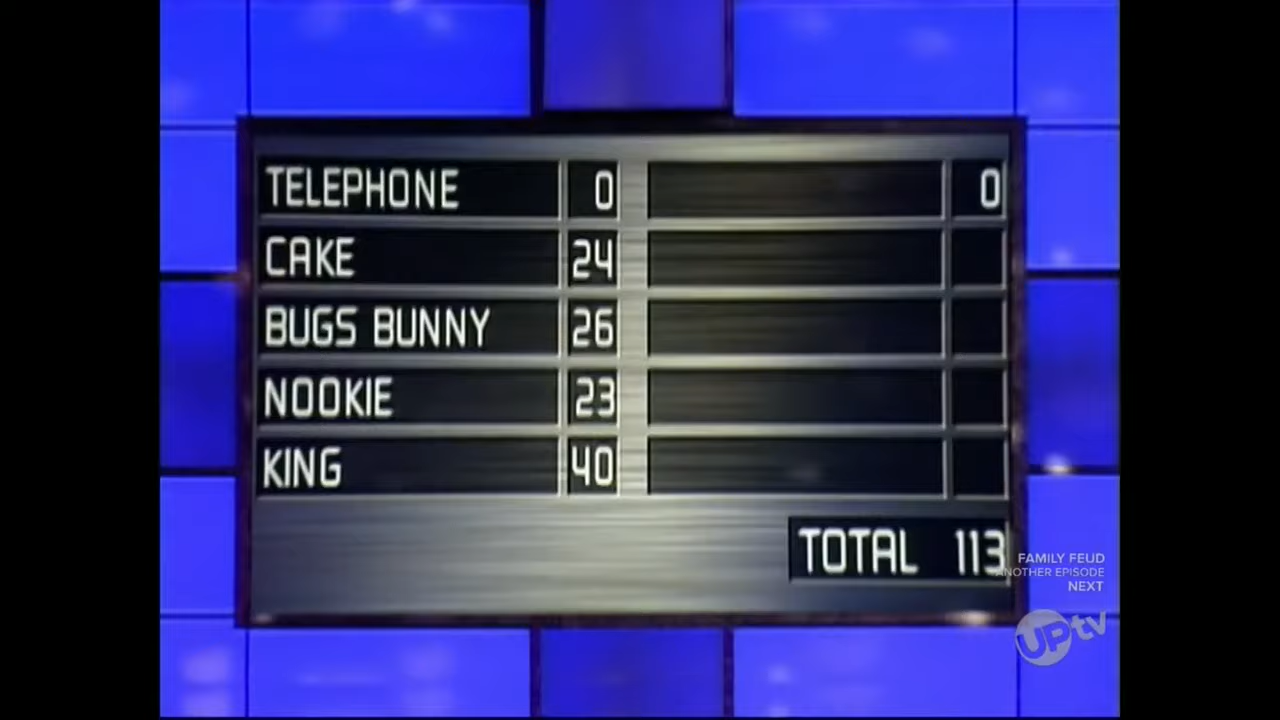 TELEPHONE 0 0
CAKE 24
BUGS BUNNY 26
NOOKIE 23
KING 40
TOTAL 113
FAMILY FEUD
ANOTHER EPISODE
NEXT
UPtv